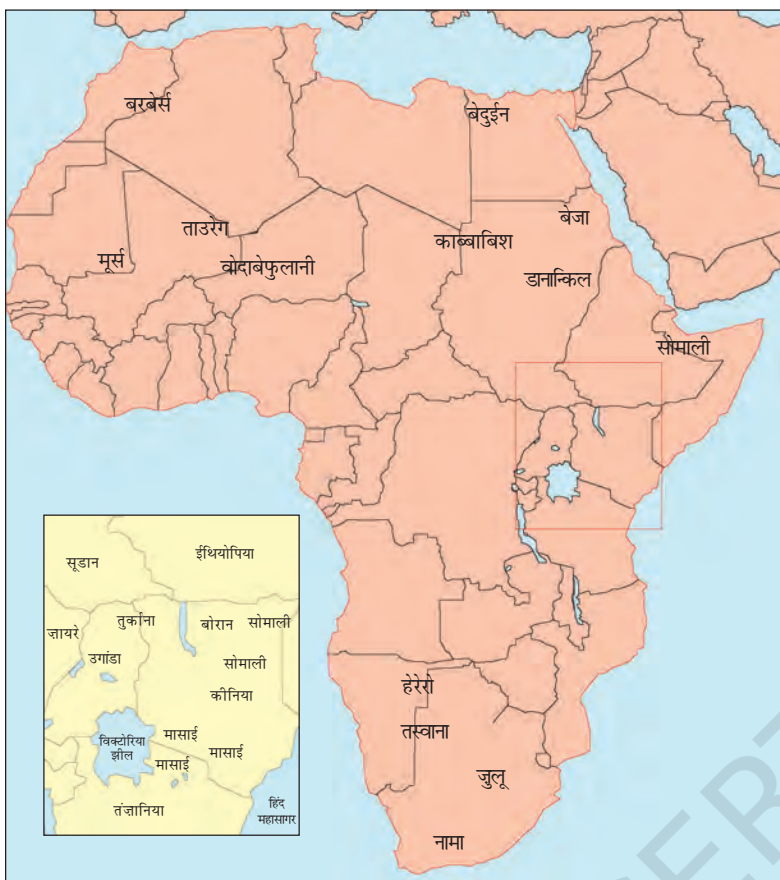 बरबेर्स
बेदुईन
ताउरेग
बेजा
मूर्स
वोदाबेफुलानी
काब्बाबिश
डानान्किल
सोमाली
सूडान
ईथियोपिया
ज़ायरे
तुर्काना
बोरान
सोमाली
उगांडा
सोमाली
कीनिया
विक्टोरिया
झील
मासाई
मासाई
मासाई
तंज़ानिया
हिंद
महासागर
हेरेरो
तस्वाना
ज़ुलू
नामा